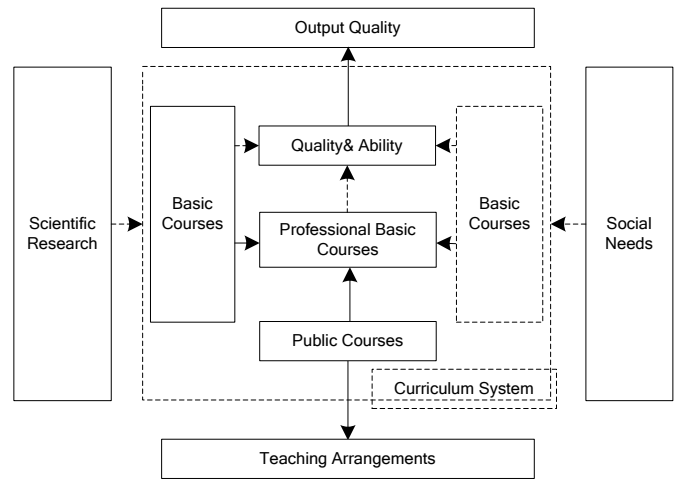 Output Quality
Quality& Ability
Basic
Courses
Basic
Courses
Scientific
Research
Professional Basic
Courses
Social
Needs
Public Courses
Curriculum System
Teaching Arrangements